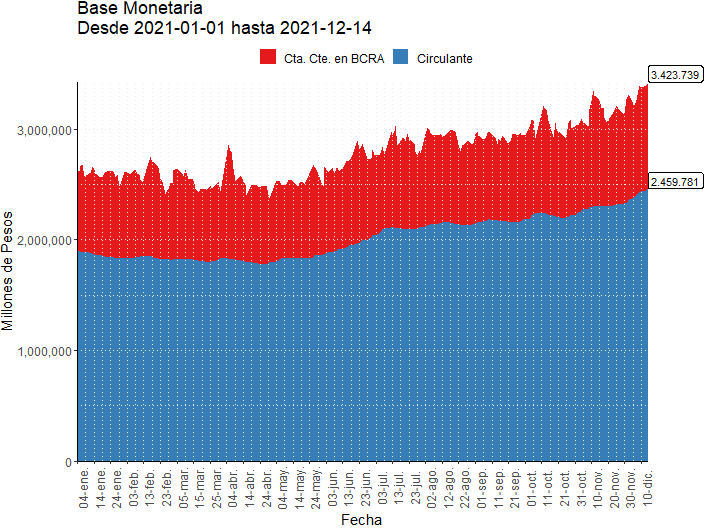 Base Monetaria
Desde 2021-01-01 hasta 2021-12-14
Cta. Cte. en BCRA
Circulante
3.423.739
3,000,000
2.459.781
2,000,000
1,000,000
0
Millones de Pesos
04-ene.
14-ene.
24-ene.
03-feb.
13-feb.
23-feb.
05-mar.
15-mar.
25-mar.
04-abr.
14-abr.
24-abr.
04-may.
14-may.
24-may.
03-jun.
13-jun.
23-jun.
03-jul.
13-jul.
23-jul.
02-ago.
12-ago.
22-ago.
01-sep.
11-sep.
21-sep.
01-oct.
11-oct.
21-oct.
31-oct.
10-nov.
20-nov.
30-nov.
10-dic.
Fecha